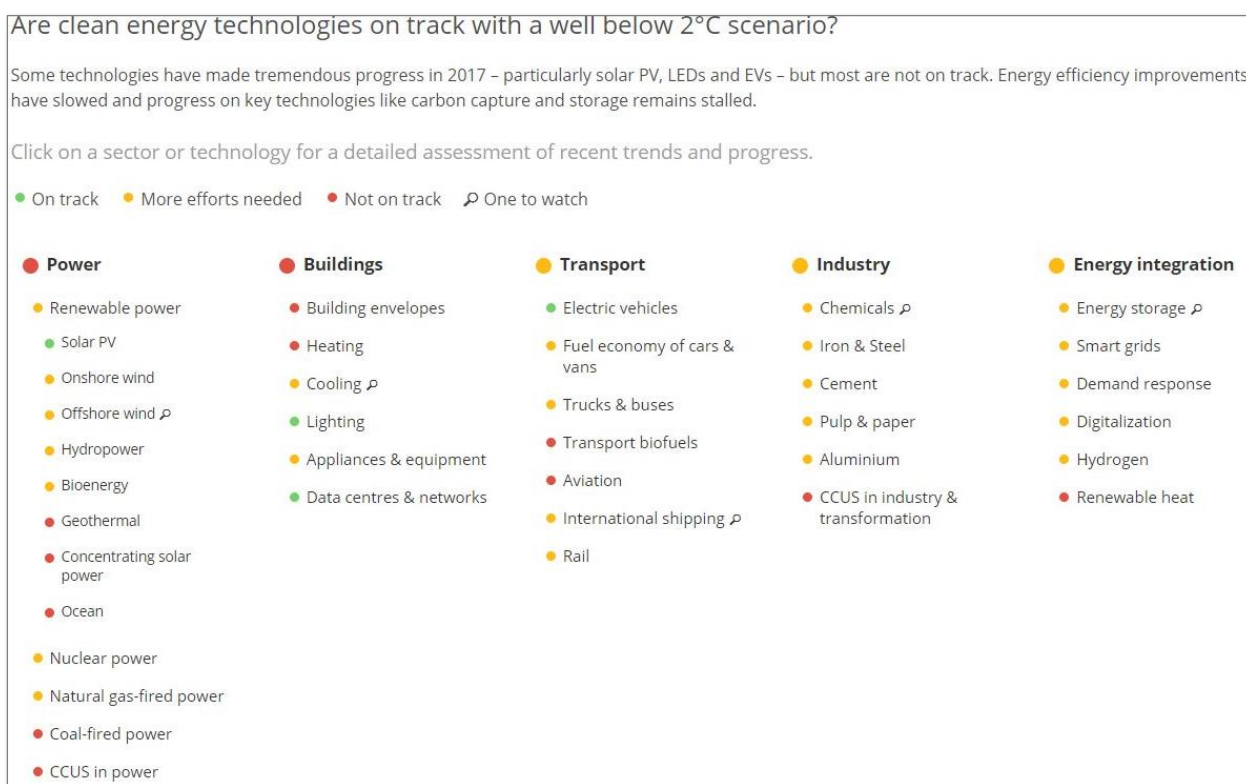 Are clean energy technologies on track with a well below 2°C scenario?
Some technologies have made tremendous progress in 2017 – particularly solar PV, LEDs and EVs – but most are not on track. Energy efficiency improvements
have slowed and progress on key technologies like carbon capture and storage remains stalled.
Click on a sector or technology for a detailed assessment of recent trends and progress.
On track More efforts needed Not on track One to watch
Power
Renewable power
Solar PV
Onshore wind
Offshore wind
Hydropower
Bioenergy
Geothermal
Concentrating solar
power
Ocean
Nuclear power
Natural gas-fired power
Coal-fired power
CCUS in power
Buildings
Building envelopes
Heating
Cooling
Lighting
Appliances & equipment
Data centres & networks
Transport
Electric vehicles
Fuel economy of cars &
vans
Trucks & buses
Transport biofuels
Aviation
International shipping
Rail
Industry
Chemicals
Iron & Steel
Cement
Pulp & paper
Aluminium
CCUS in industry &
transformation
Energy integration
Energy storage
Smart grids
Demand response
Digitalization
Hydrogen
Renewable heat